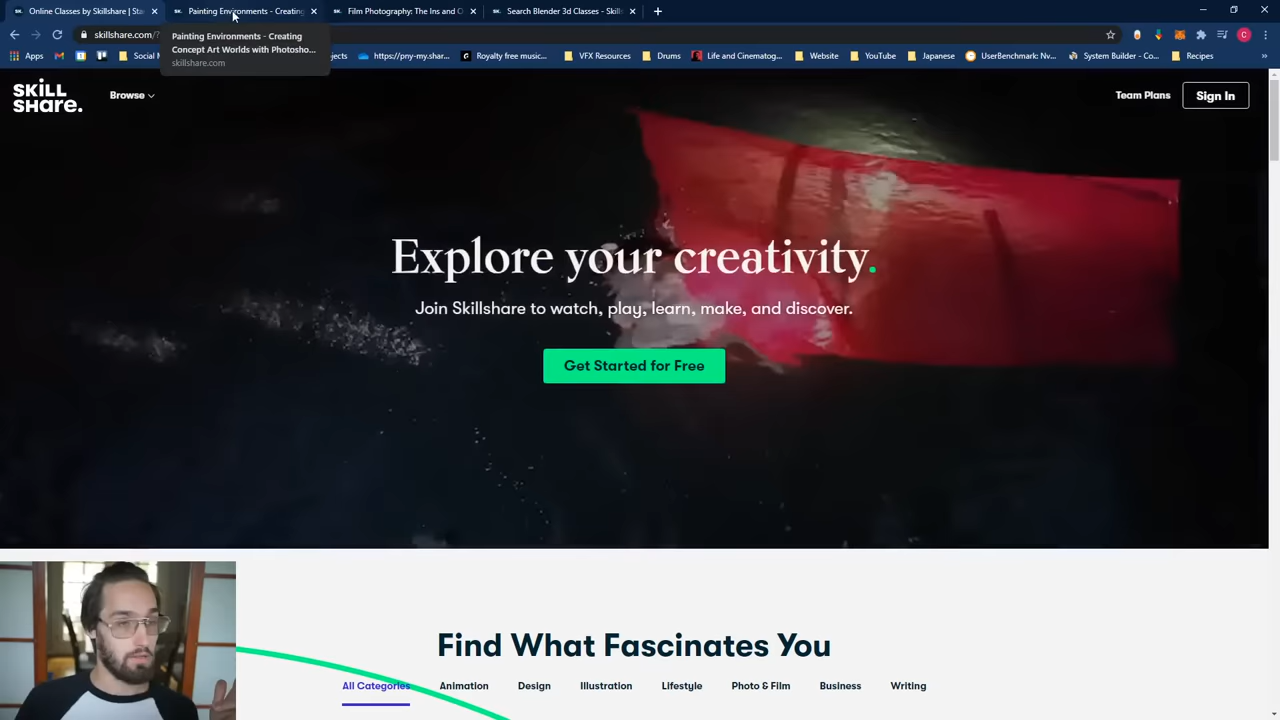 Online Classes by Skillshare | Star
Painting Environments - Creating
Film Photography: The Ins and O
Search Blender 3d Classes - Skills
skillshare.com/?
Painting Environments - Creating
Concept Art Worlds with Photosho...
skillshare.com
Apps
Social
https://pny-my.shar...
Royalty free music...
VFX Resources
Drums
Life and Cinematog...
Website
YouTube
Japanese
UserBenchmark: Nv...
System Builder - Co...
Recipes
C
SKILL
SHARE.
Browse
Team Plans
Sign In
Explore your creativity.
Join Skillshare to watch, play, learn, make, and discover.
Get Started for Free
Find What Fascinates You
All Categories
Animation
Design
Illustration
Lifestyle
Photo & Film
Business
Writing